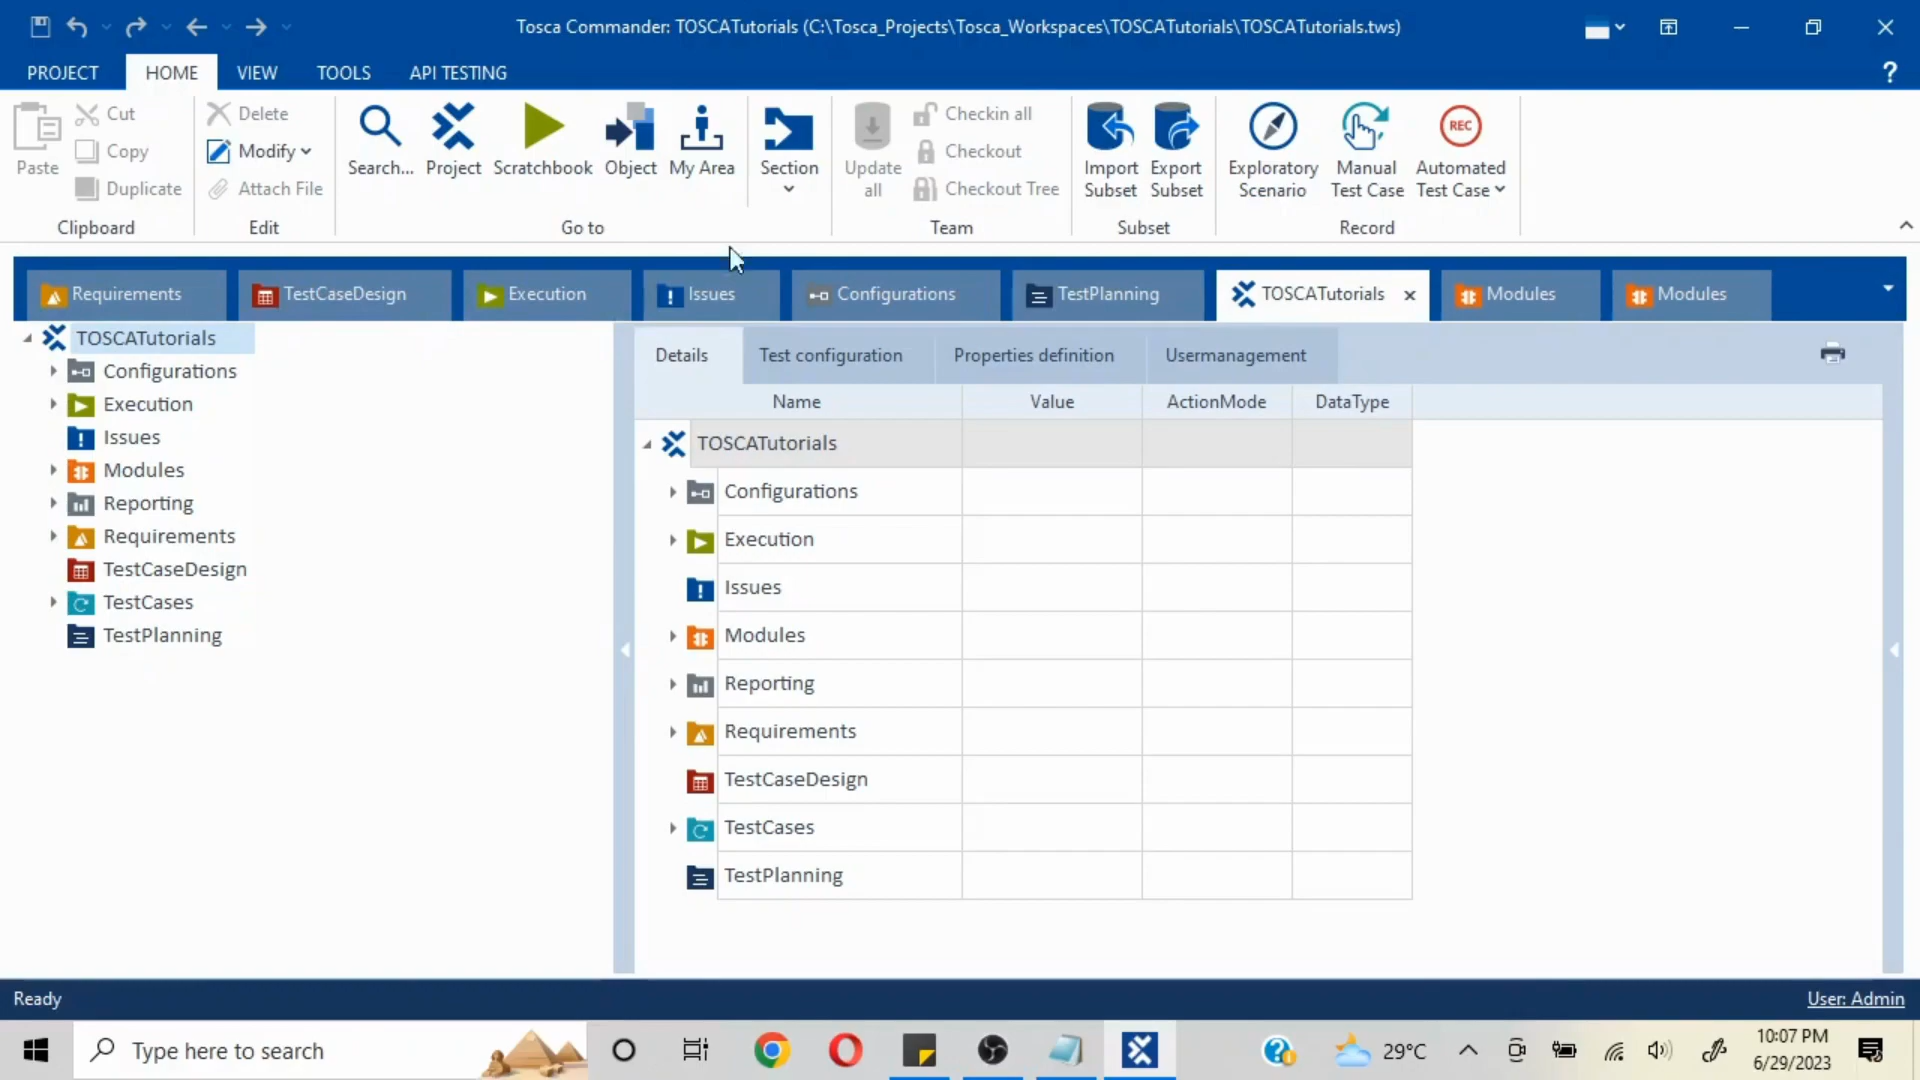 Tosca Commander: TOSCATutorials (C:\Tosca_Projects\Tosca_Workspaces\TOSCATutorials\TOSCATutorials.tws)
PROJECT HOME VIEW TOOLS API TESTING ?
Paste Cut Copy Duplicate
Clipboard
Delete Modify Attach File
Edit
Search... Project Scratchbook Object My Area Section
Go to
Update all Checkin all Checkout Checkout Tree
Team
Import Subset Export Subset
Subset
Exploratory Scenario Manual Test Case REC Automated Test Case
Record
Requirements TestCaseDesign Execution Issues Configurations TestPlanning TOSCATutorials Modules Modules
TOSCATutorials
Configurations
Execution
Issues
Modules
Reporting
Requirements
TestCaseDesign
TestCases
TestPlanning
Details Test configuration Properties definition Usermanagement
Name Value ActionMode DataType
TOSCATutorials
Configurations
Execution
Issues
Modules
Reporting
Requirements
TestCaseDesign
TestCases
TestPlanning
Ready User: Admin
Type here to search 29°C 10:07 PM
6/29/2023